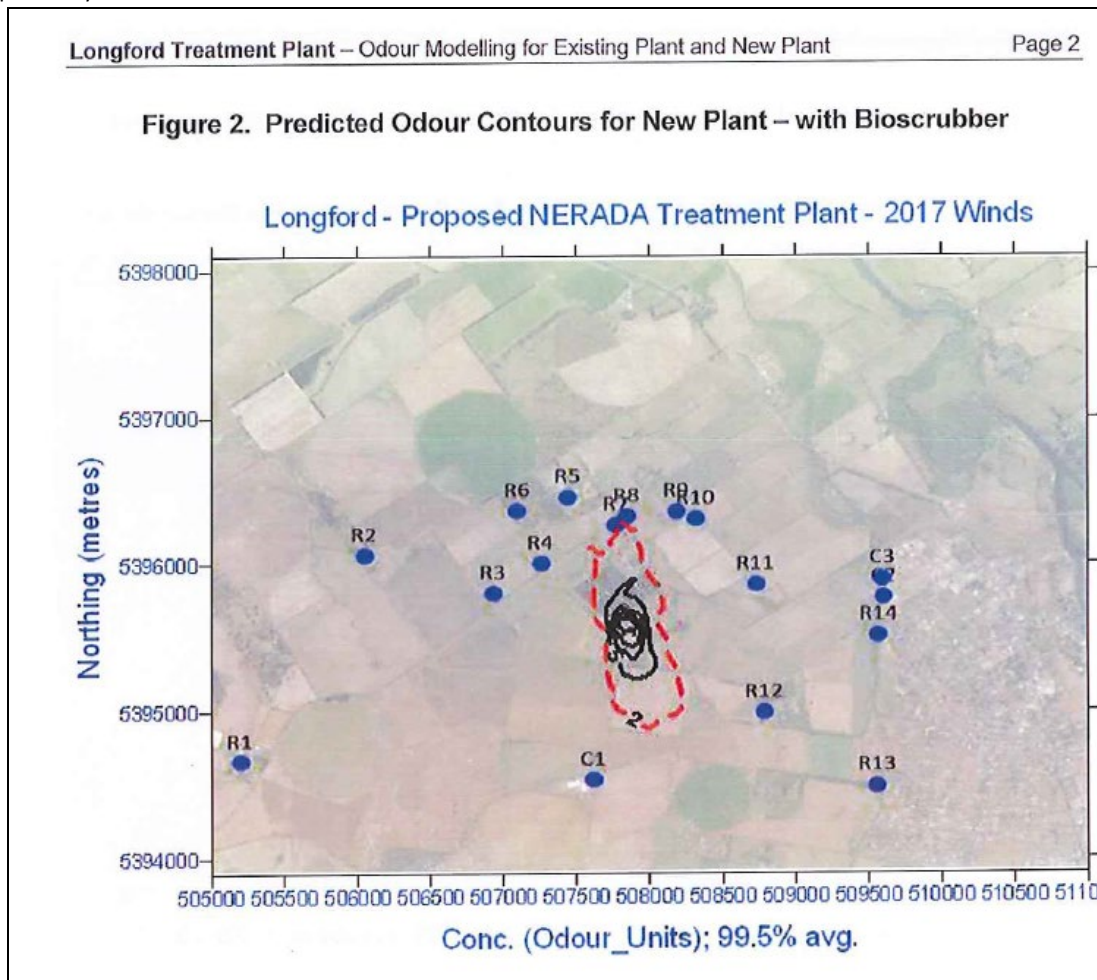 Longford Treatment Plant – Odour Modelling for Existing Plant and New Plant Page 2
Figure 2. Predicted Odour Contours for New Plant – with Bioscrubber
Longford - Proposed NERADA Treatment Plant - 2017 Winds
5398000
5397000
5396000
5395000
5394000
Northing (metres)
R9
R5
R8
R10
R6
R7
R4
R2
R11
C3
R3
R14
5
R12
2
R1
C1
R13
505000 505500 506000 506500 507000 507500 508000 508500 509000 509500 510000 510500 5110
Conc. (Odour_Units); 99.5% avg.